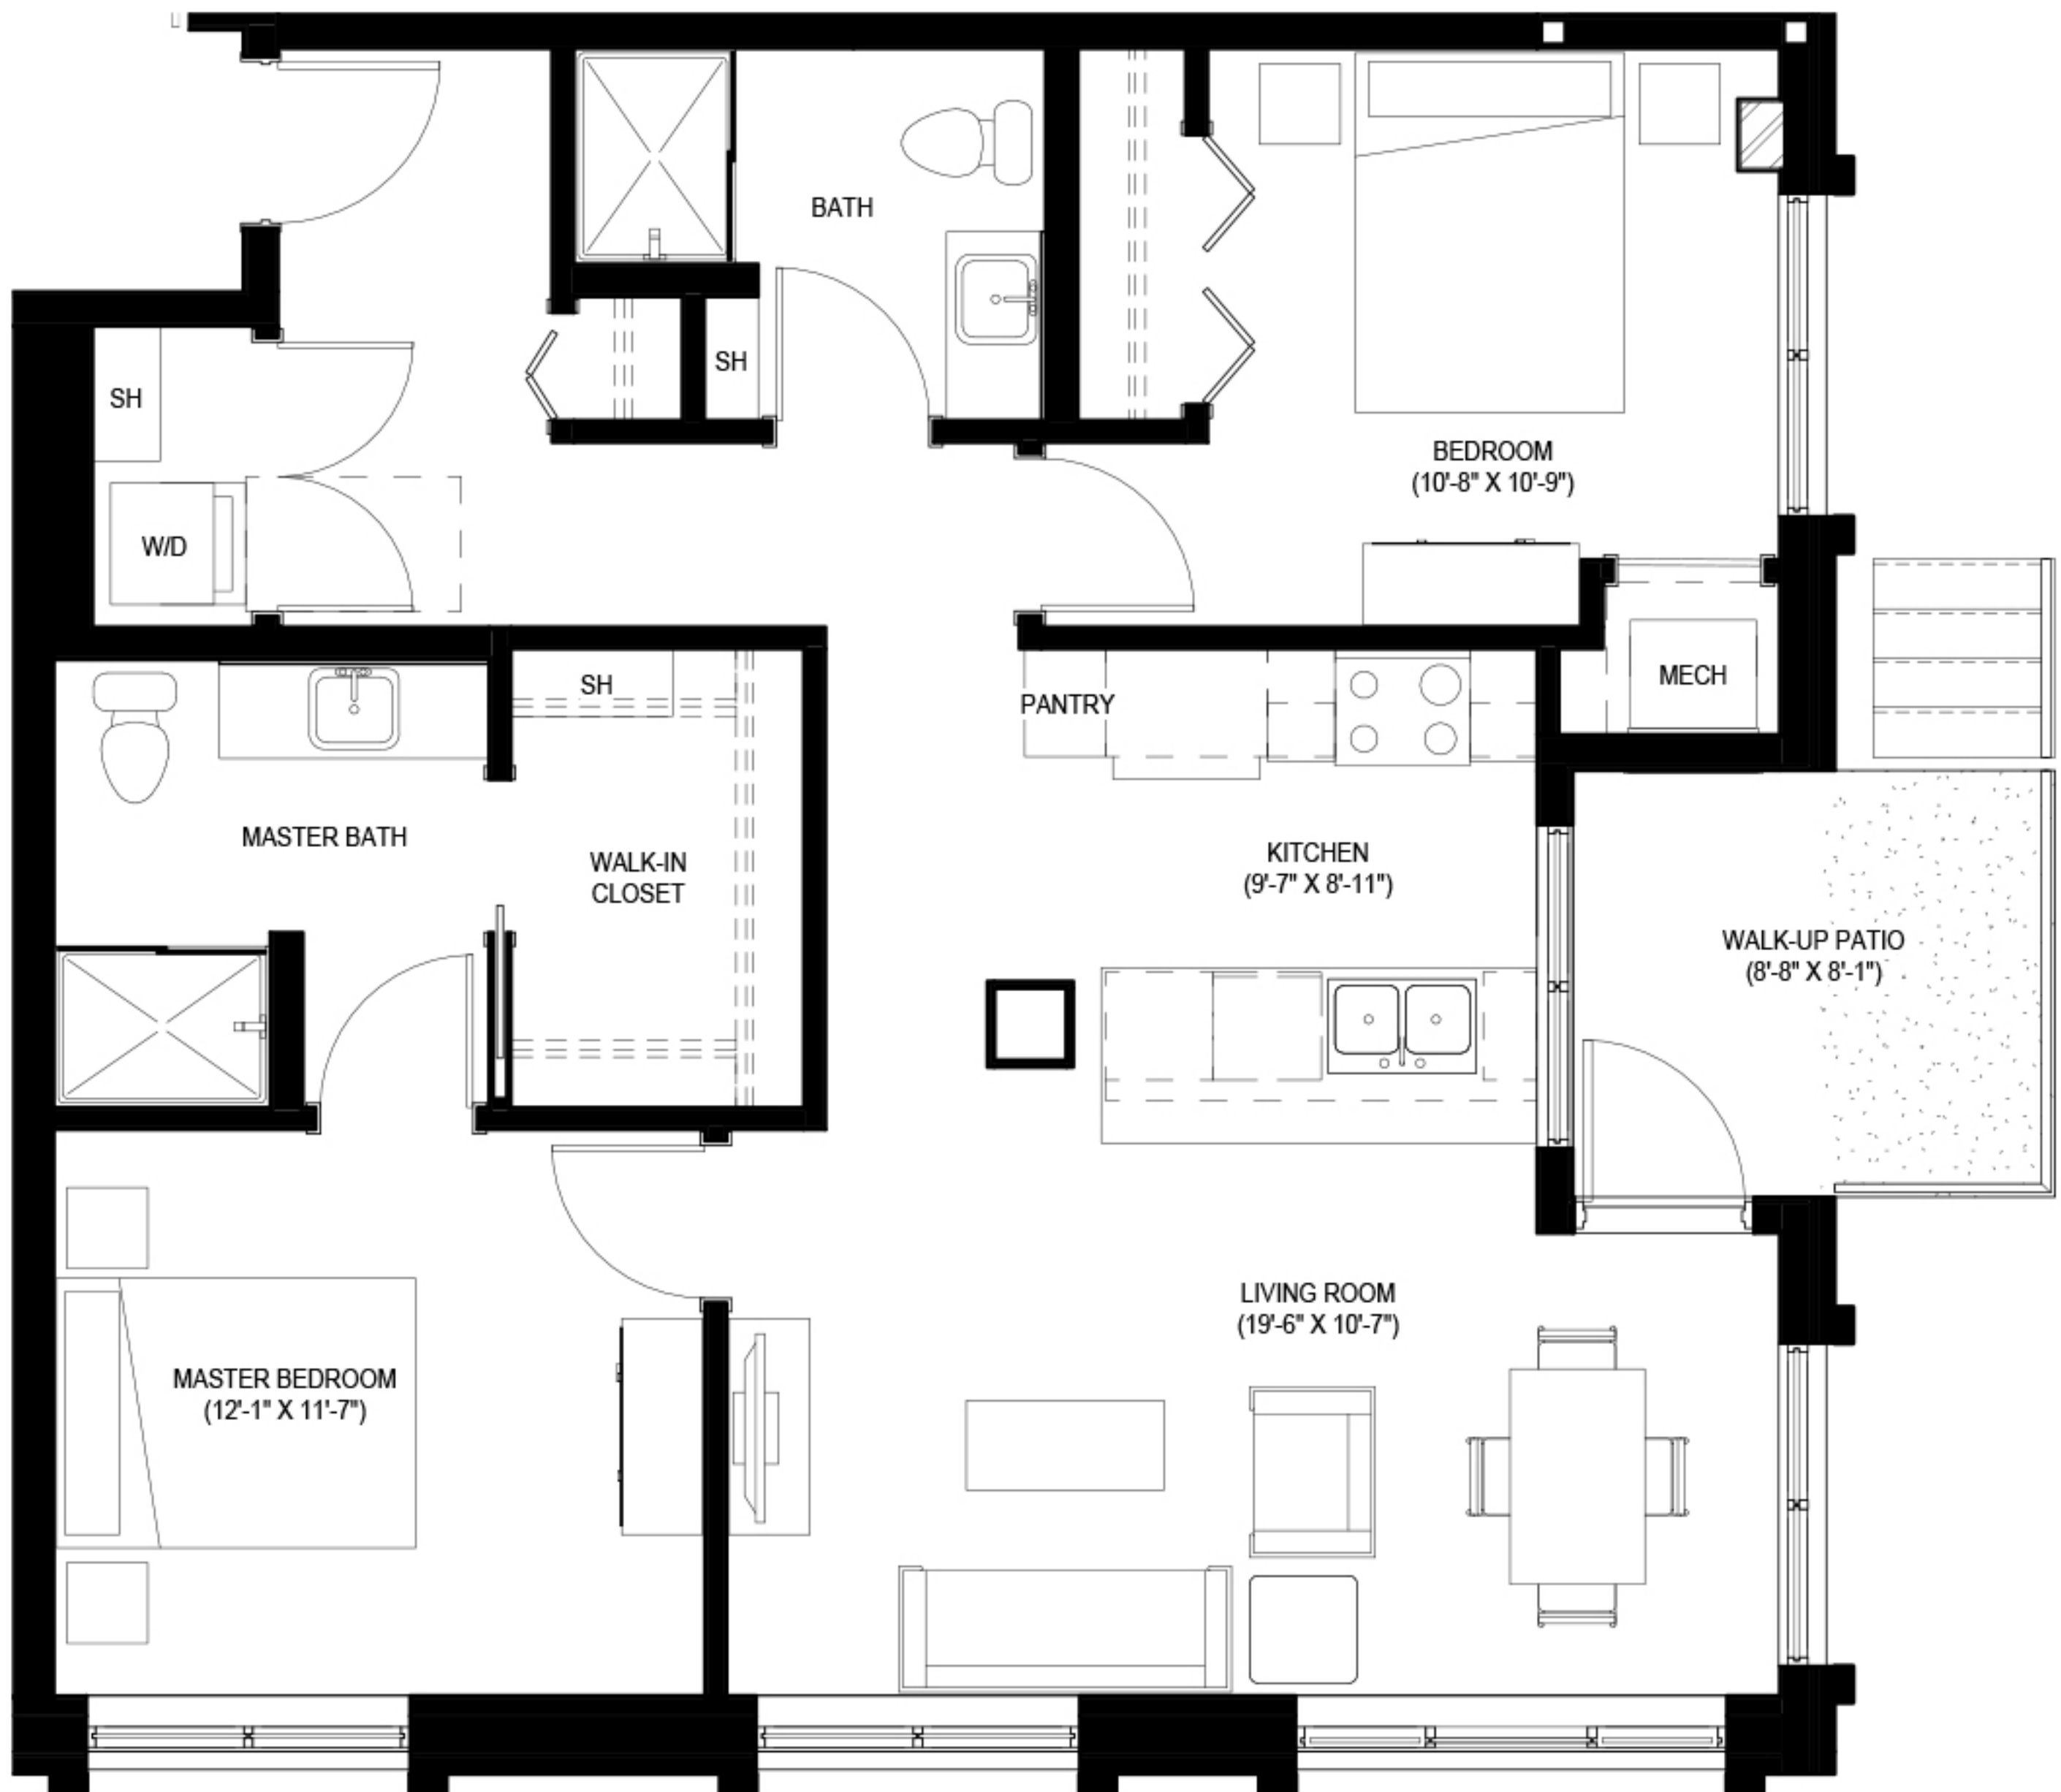 BATH
SH
SH
BEDROOM
(10'-8" X 10'-9")
W/D
SH
PANTRY
MECH
MASTER BATH
WALK-IN
CLOSET
KITCHEN
(9'-7" X 8'-11")
WALK-UP PATIO
(8'-8" X 8'-1")
LIVING ROOM
(19'-6" X 10'-7")
MASTER BEDROOM
(12'-1" X 11'-7")